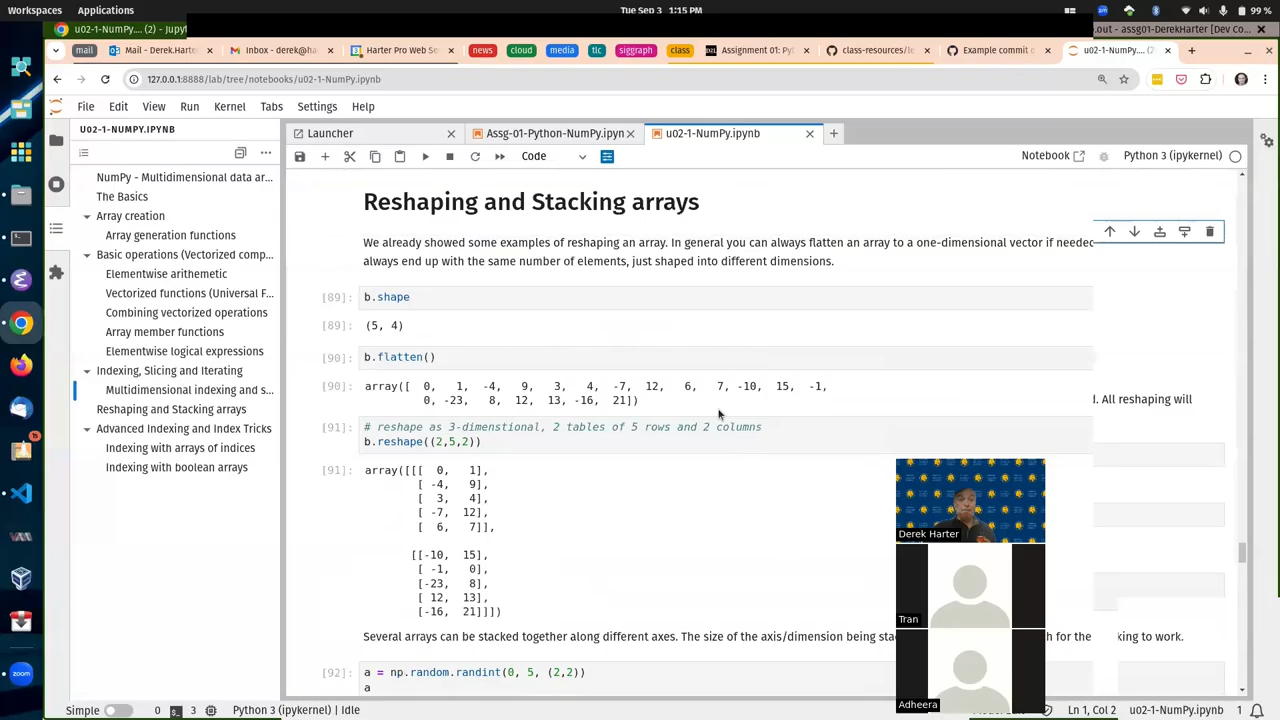 Workspaces Applications Tue Sep 3 1:15 PM 99 %
u02-1-NumPy.... (2) - Jupyt .out - assg01-DerekHarter [Dev Co...
mail Mail - Derek.Harte Inbox - derek@ha Harter Pro Web Se news cloud media tlc siggraph class Assignment 01: Py class-resources/le Example commit o u02-1-NumPy....
127.0.0.1:8888/lab/tree/notebooks/u02-1-NumPy.ipynb
File Edit View Run Kernel Tabs Settings Help
U02-1-NUMPY.IPYNB
Launcher Assg-01-Python-NumPy.ipyn u02-1-NumPy.ipynb
Code Notebook Python 3 (ipykernel)
NumPy - Multidimensional data ar...
The Basics
Array creation
Array generation functions
Basic operations (Vectorized comp...
Elementwise arithemetic
Vectorized functions (Universal F...
Combining vectorized operations
Array member functions
Elementwise logical expressions
Indexing, Slicing and Iterating
Multidimensional indexing and s...
Reshaping and Stacking arrays
Advanced Indexing and Index Tricks
Indexing with arrays of indices
Indexing with boolean arrays
Reshaping and Stacking arrays
We already showed some examples of reshaping an array. In general you can always flatten an array to a one-dimensional vector if needed
always end up with the same number of elements, just shaped into different dimensions.
[89]: b.shape
[89]: (5, 4)
[90]: b.flatten()
[90]: array([ 0, 1, -4, 9, 3, 4, -7, 12, 6, 7, -10, 15, -1,
0, -23, 8, 12, 13, -16, 21])
d. All reshaping will
[91]: # reshape as 3-dimenstional, 2 tables of 5 rows and 2 columns
b.reshape((2,5,2))
[91]: array([[[ 0, 1],
[ -4, 9],
[ 3, 4],
[ -7, 12],
[ 6, 7]],
[[-10, 15],
[ -1, 0],
[-23, 8],
[ 12, 13],
[-16, 21]]])
Derek Harter
Tran
Adheera
Several arrays can be stacked together along different axes. The size of the axis/dimension being sta h for the king to work.
[92]: a = np.random.randint(0, 5, (2,2))
a
Simple 0 3 Python 3 (ipykernel) | Idle Ln 1, Col 2 u02-1-NumPy.ipynb 1